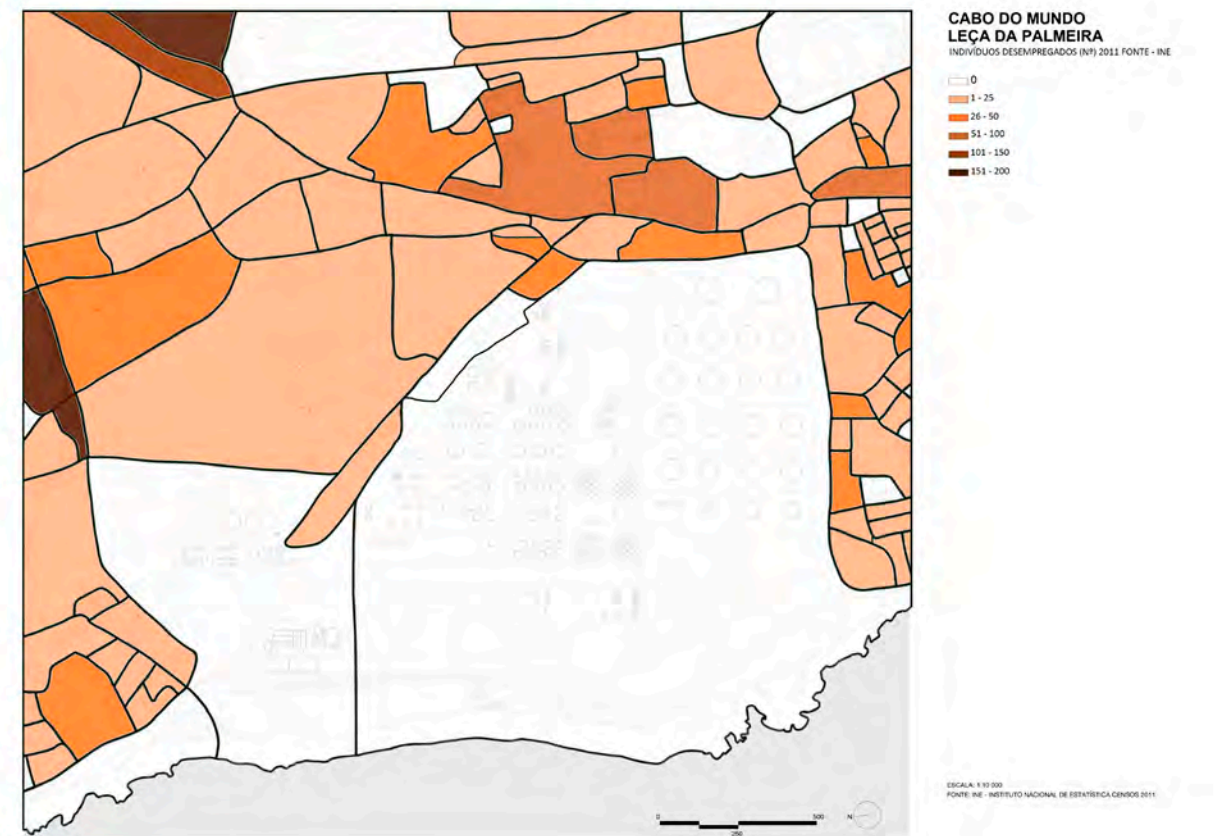 CABO DO MUNDO
LEÇA DA PALMEIRA
INDIVÍDUOS DESEMPREGADOS (Nº) 2011 FONTE - INE
0
1 - 25
26 - 50
51 - 100
101 - 150
151 - 200
ESCALA: 1:10 000
FONTE: INE - INSTITUTO NACIONAL DE ESTATÍSTICA CENSOS 2011
0 500 N
250